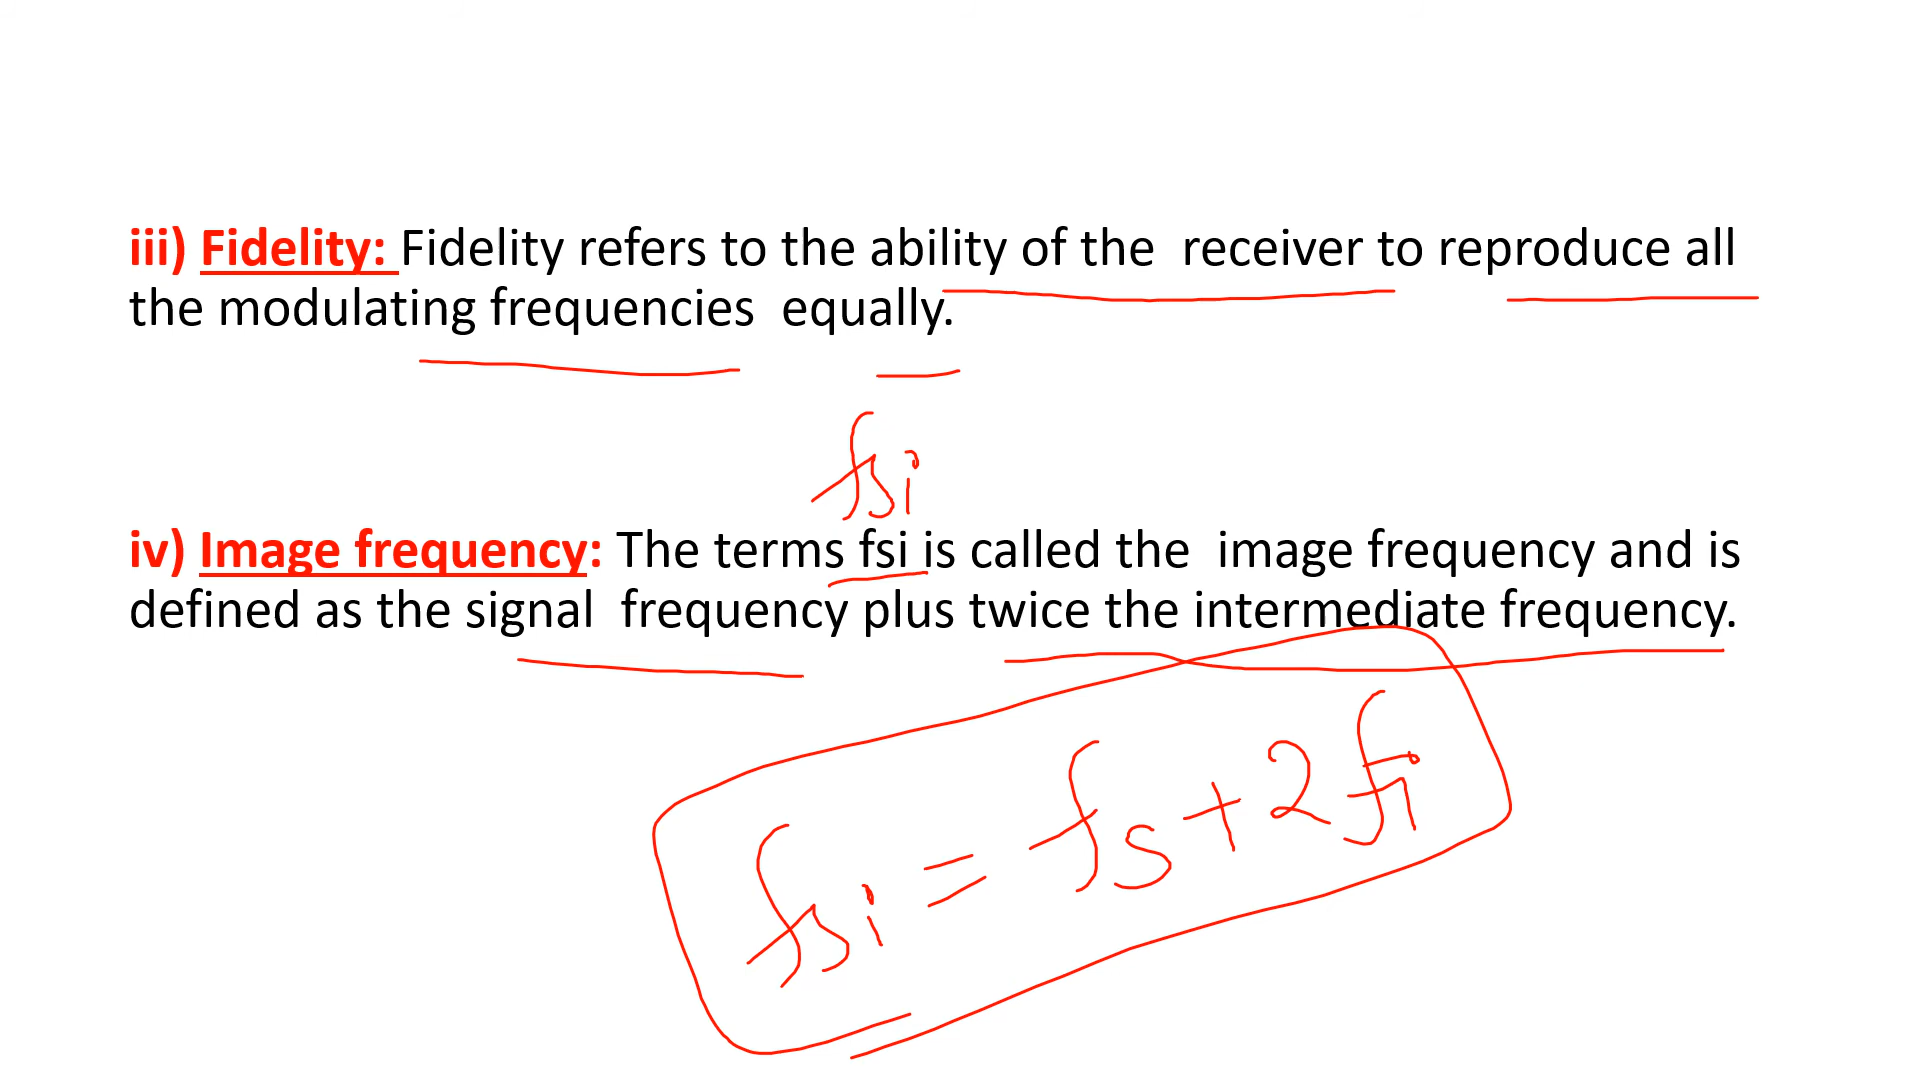 iii) Fidelity: Fidelity refers to the ability of the receiver to reproduce all
the modulating frequencies equally.
fsi
iv) Image frequency: The terms fsi is called the image frequency and is
defined as the signal frequency plus twice the intermediate frequency.
fsi = fs + 2fi